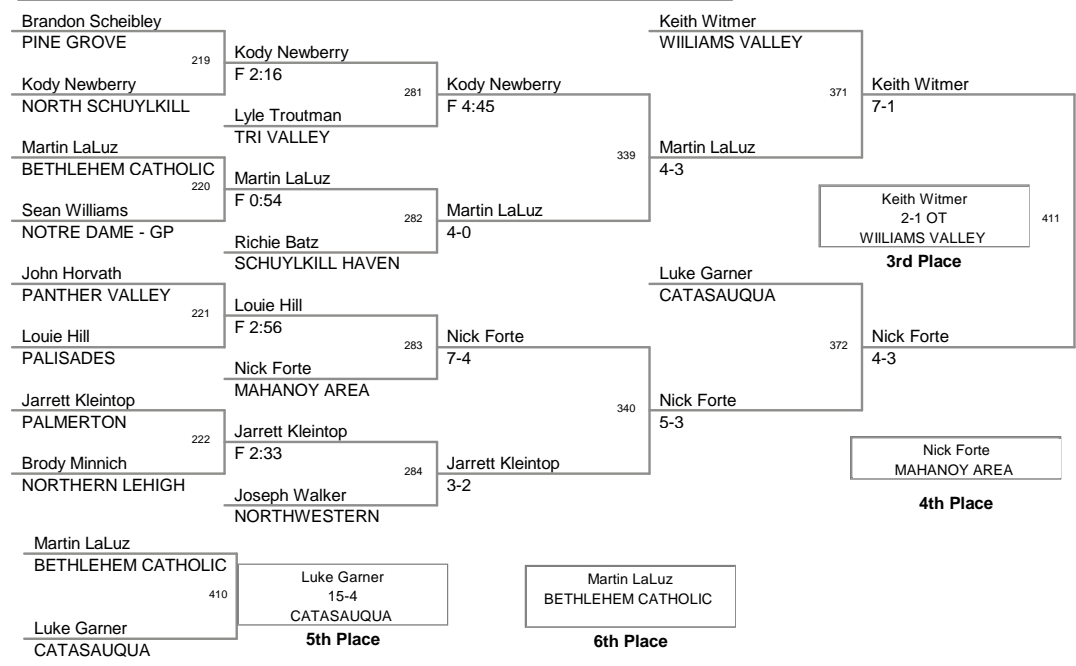 Brandon Scheibley
PINE GROVE
219
Kody Newberry
NORTH SCHUYLKILL
Martin LaLuz
BETHLEHEM CATHOLIC
220
Sean Williams
NOTRE DAME - GP
John Horvath
PANTHER VALLEY
221
Louie Hill
PALISADES
Jarrett Kleintop
PALMERTON
222
Brody Minnich
NORTHERN LEHIGH
Kody Newberry
F 2:16
281
Lyle Troutman
TRI VALLEY
Martin LaLuz
F 0:54
282
Richie Batz
SCHUYLKILL HAVEN
Louie Hill
F 2:56
283
Nick Forte
MAHANOY AREA
Jarrett Kleintop
F 2:33
284
Joseph Walker
NORTHWESTERN
Kody Newberry
F 4:45
339
Martin LaLuz
4-0
Nick Forte
7-4
340
Jarrett Kleintop
3-2
Keith Witmer
WIILIAMS VALLEY
371
Martin LaLuz
4-3
Luke Garner
CATASAUQUA
372
Nick Forte
5-3
Keith Witmer
7-1
411
Nick Forte
4-3
Keith Witmer
2-1 OT
WIILIAMS VALLEY
3rd Place
Nick Forte
MAHANOY AREA
4th Place
Martin LaLuz
BETHLEHEM CATHOLIC
410
Luke Garner
CATASAUQUA
Luke Garner
15-4
CATASAUQUA
5th Place
Martin LaLuz
BETHLEHEM CATHOLIC
6th Place